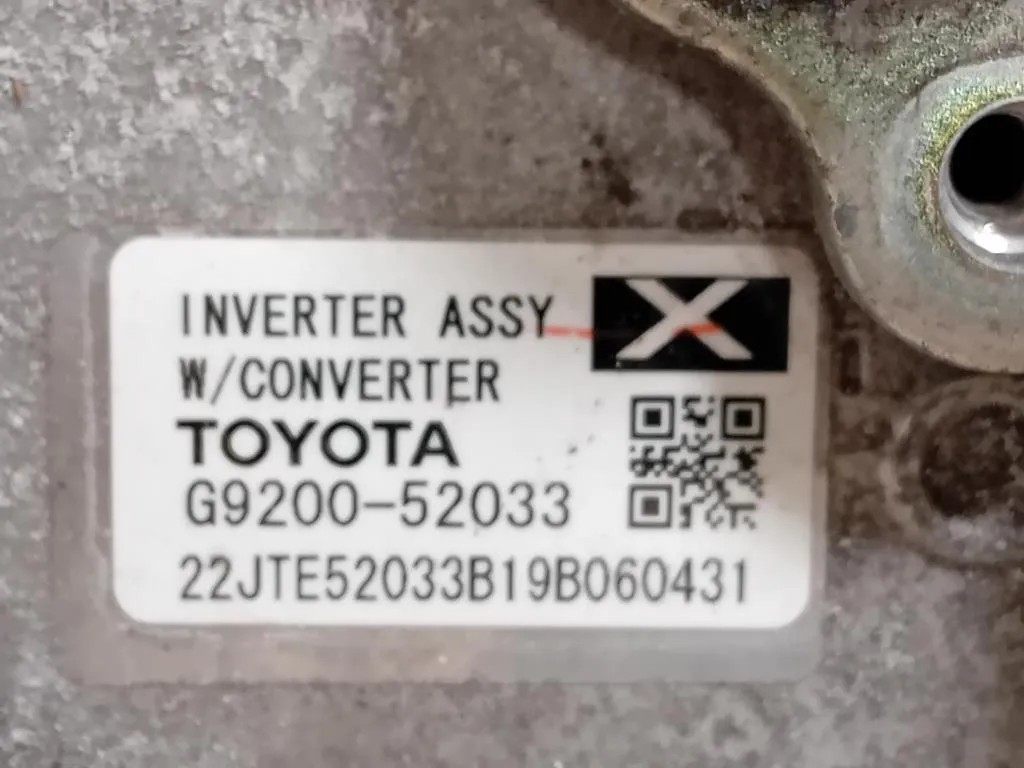 INVERTER ASSY X
W/CONVERTER
TOYOTA
G9200-52033
22JTE52033B19B060431